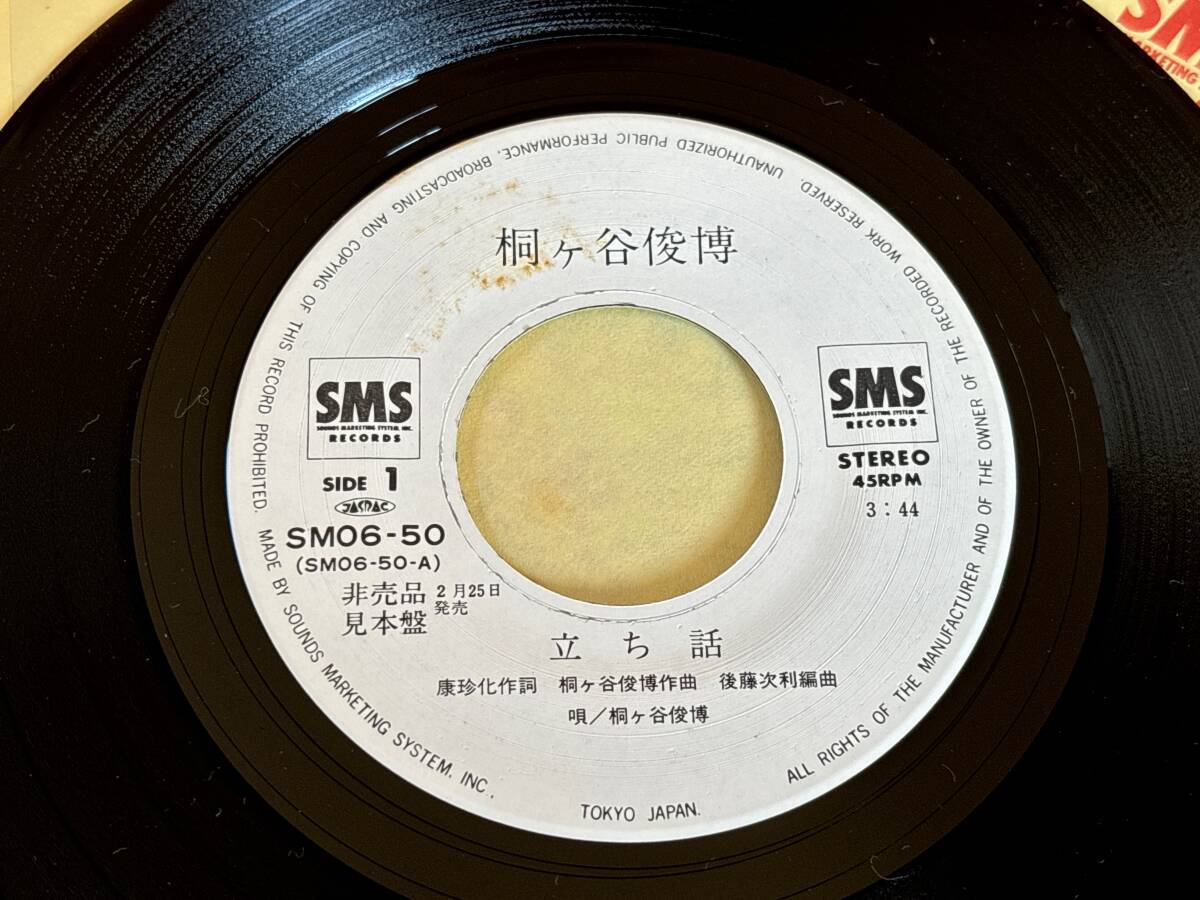 桐ヶ谷俊博
SMS
SOUNDS MARKETING SYSTEM INC.
RECORDS
SIDE 1
JASRAC
SM06-50
(SM06-50-A)
非売品
見本盤
2月25日
発売
SMS
SOUNDS MARKETING SYSTEM INC.
RECORDS
STEREO
45RPM
3:44
立ち話
康珍化作詞 桐ヶ谷俊博作曲 後藤次利編曲
唄/桐ヶ谷俊博
ALL RIGHTS OF THE MANUFACTURER AND OF THE OWNER OF THE RECORDED WORK RESERVED. UNAUTHORIZED PUBLIC PERFORMANCE, BROADCASTING AND COPYING OF THIS RECORD PROHIBITED. MADE BY SOUNDS MARKETING SYSTEM, INC.,
TOKYO JAPAN.